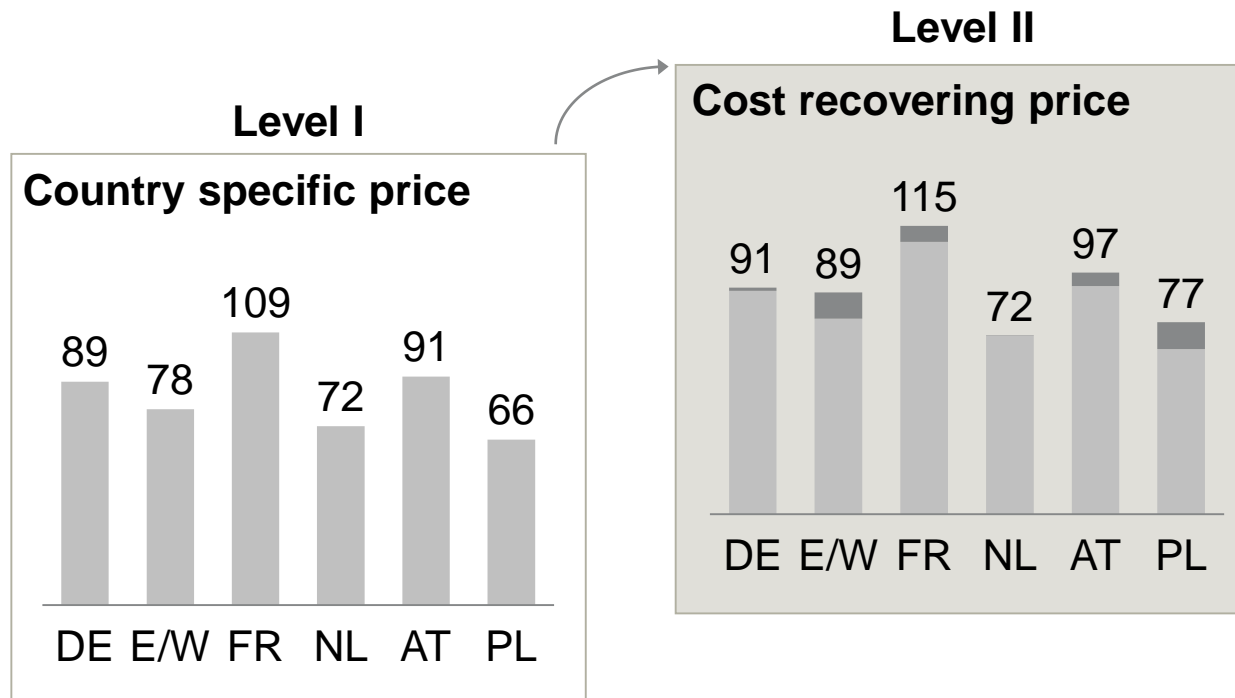 Level I
Country specific price
109
89
91
78
72
66
DE E/W FR NL AT PL
Level II
Cost recovering price
115
97
91
89
77
72
DE E/W FR NL AT PL